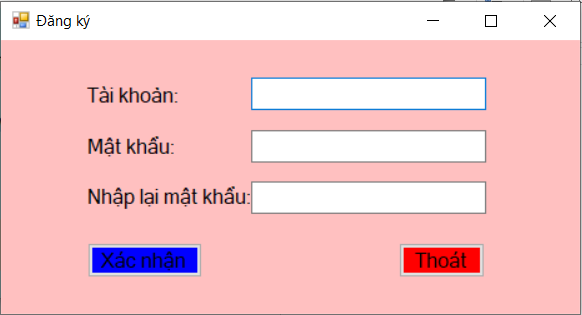 Đăng ký
Tài khoản:
Mật khẩu:
Nhập lại mật khẩu:
Xác nhận
Thoát